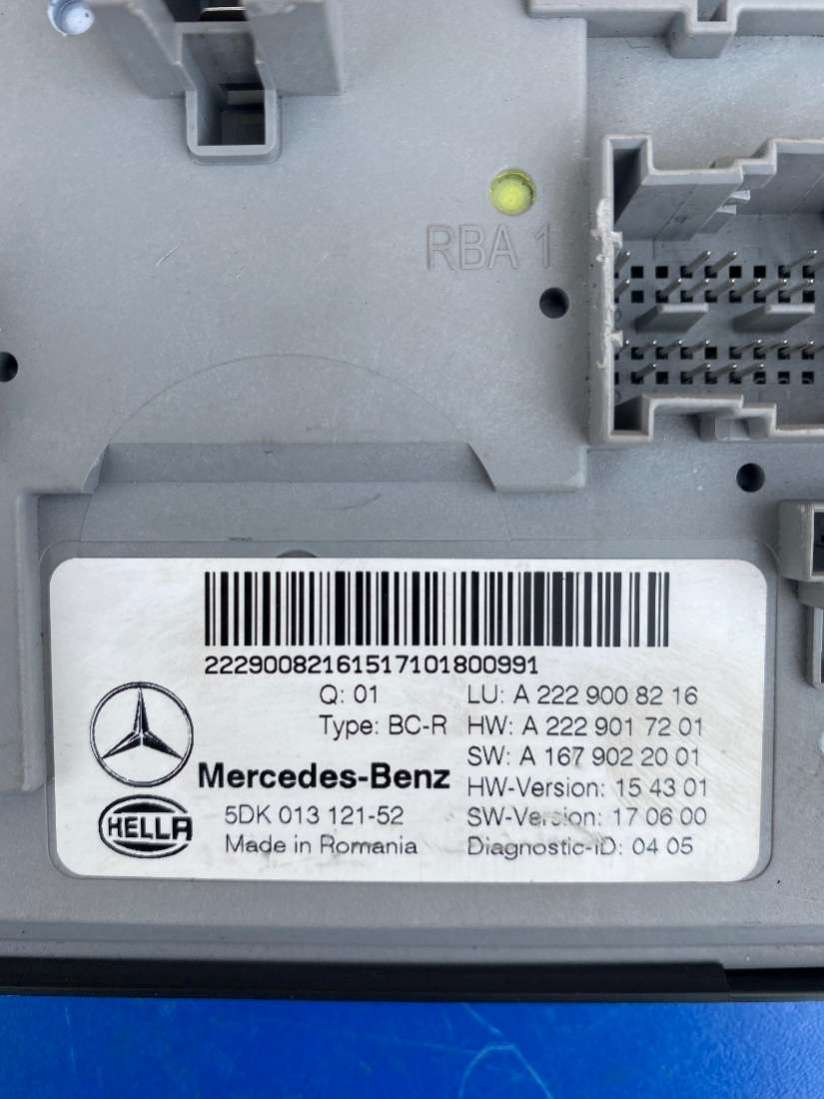 RBA 1
2229008216151710180​0991
Q: 01
LU: A 222 900 82 16
Type: BC-R
HW: A 222 901 72 01
SW: A 167 902 20 01
Mercedes-Benz
HW-Version: 15 43 01
HELLA
5DK 013 121-52
SW-Version: 17 06 00
Made in Romania
Diagnostic-ID: 04 05